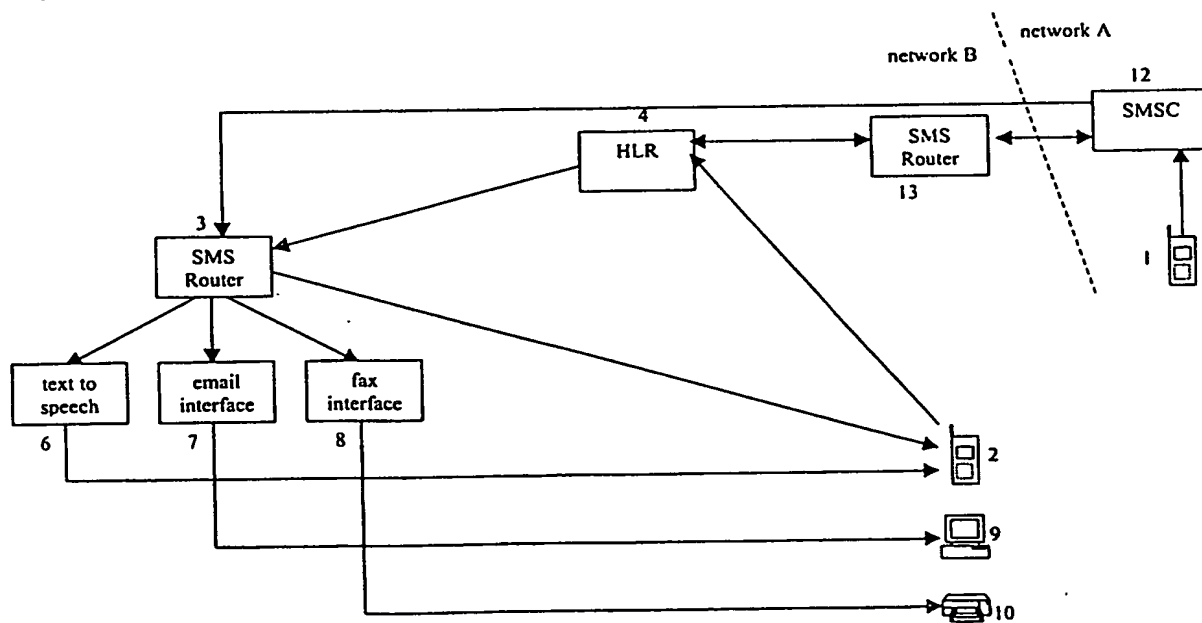 network A
network B
12
SMSC
4
HLR
SMS
Router
13
3
SMS
Router
1
text to
speech
email
interface
fax
interface
6
7
8
2
9
10